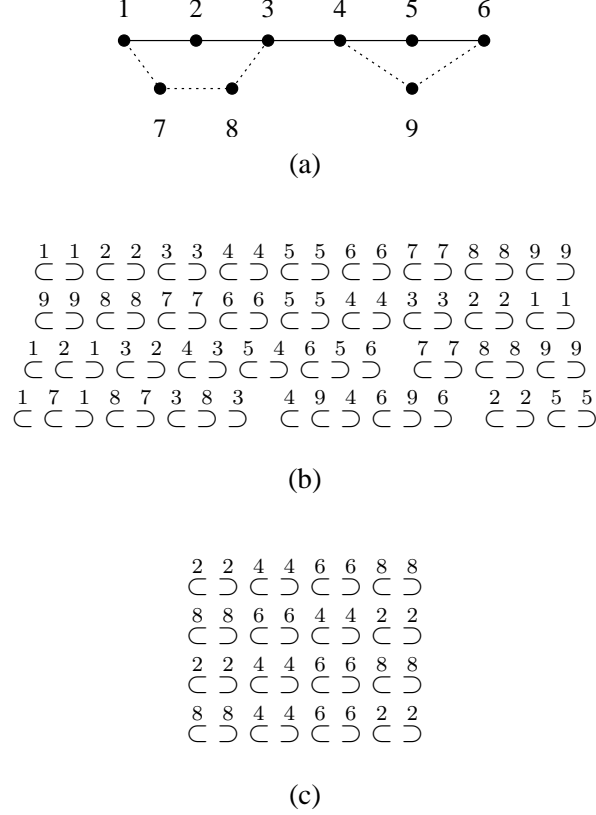 1 2 3 4 5 6
7 8 9
(a)
1 1 2 2 3 3 4 4 5 5 6 6 7 7 8 8 9 9
⊂ ⊃ ⊂ ⊃ ⊂ ⊃ ⊂ ⊃ ⊂ ⊃ ⊂ ⊃ ⊂ ⊃ ⊂ ⊃ ⊂ ⊃
9 9 8 8 7 7 6 6 5 5 4 4 3 3 2 2 1 1
⊂ ⊃ ⊂ ⊃ ⊂ ⊃ ⊂ ⊃ ⊂ ⊃ ⊂ ⊃ ⊂ ⊃ ⊂ ⊃ ⊂ ⊃
1 2 1 3 2 4 3 5 4 6 5 6 7 7 8 8 9 9
⊂ ⊂ ⊃ ⊂ ⊃ ⊂ ⊃ ⊂ ⊃ ⊂ ⊃ ⊃ ⊂ ⊃ ⊂ ⊃ ⊂ ⊃
1 7 1 8 7 3 8 3 4 9 4 6 9 6 2 2 5 5
⊂ ⊂ ⊃ ⊂ ⊃ ⊂ ⊃ ⊃ ⊂ ⊂ ⊃ ⊂ ⊃ ⊃ ⊂ ⊃ ⊂ ⊃
(b)
2 2 4 4 6 6 8 8
⊂ ⊃ ⊂ ⊃ ⊂ ⊃ ⊂ ⊃
8 8 6 6 4 4 2 2
⊂ ⊃ ⊂ ⊃ ⊂ ⊃ ⊂ ⊃
2 2 4 4 6 6 8 8
⊂ ⊃ ⊂ ⊃ ⊂ ⊃ ⊂ ⊃
8 8 4 4 6 6 2 2
⊂ ⊃ ⊂ ⊃ ⊂ ⊃ ⊂ ⊃
(c)